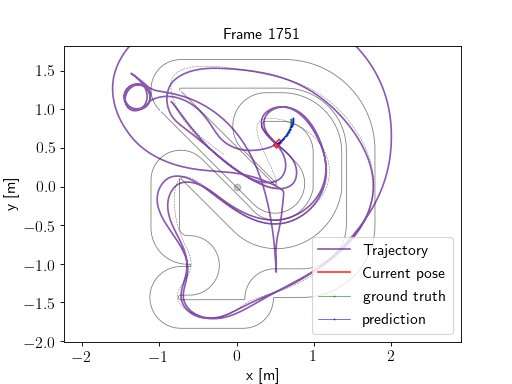 Frame 1751
y [m]
1.5
1.0
0.5
0.0
−0.5
−1.0
−1.5
−2.0
−2
−1
0
1
2
x [m]
Trajectory
Current pose
ground truth
prediction